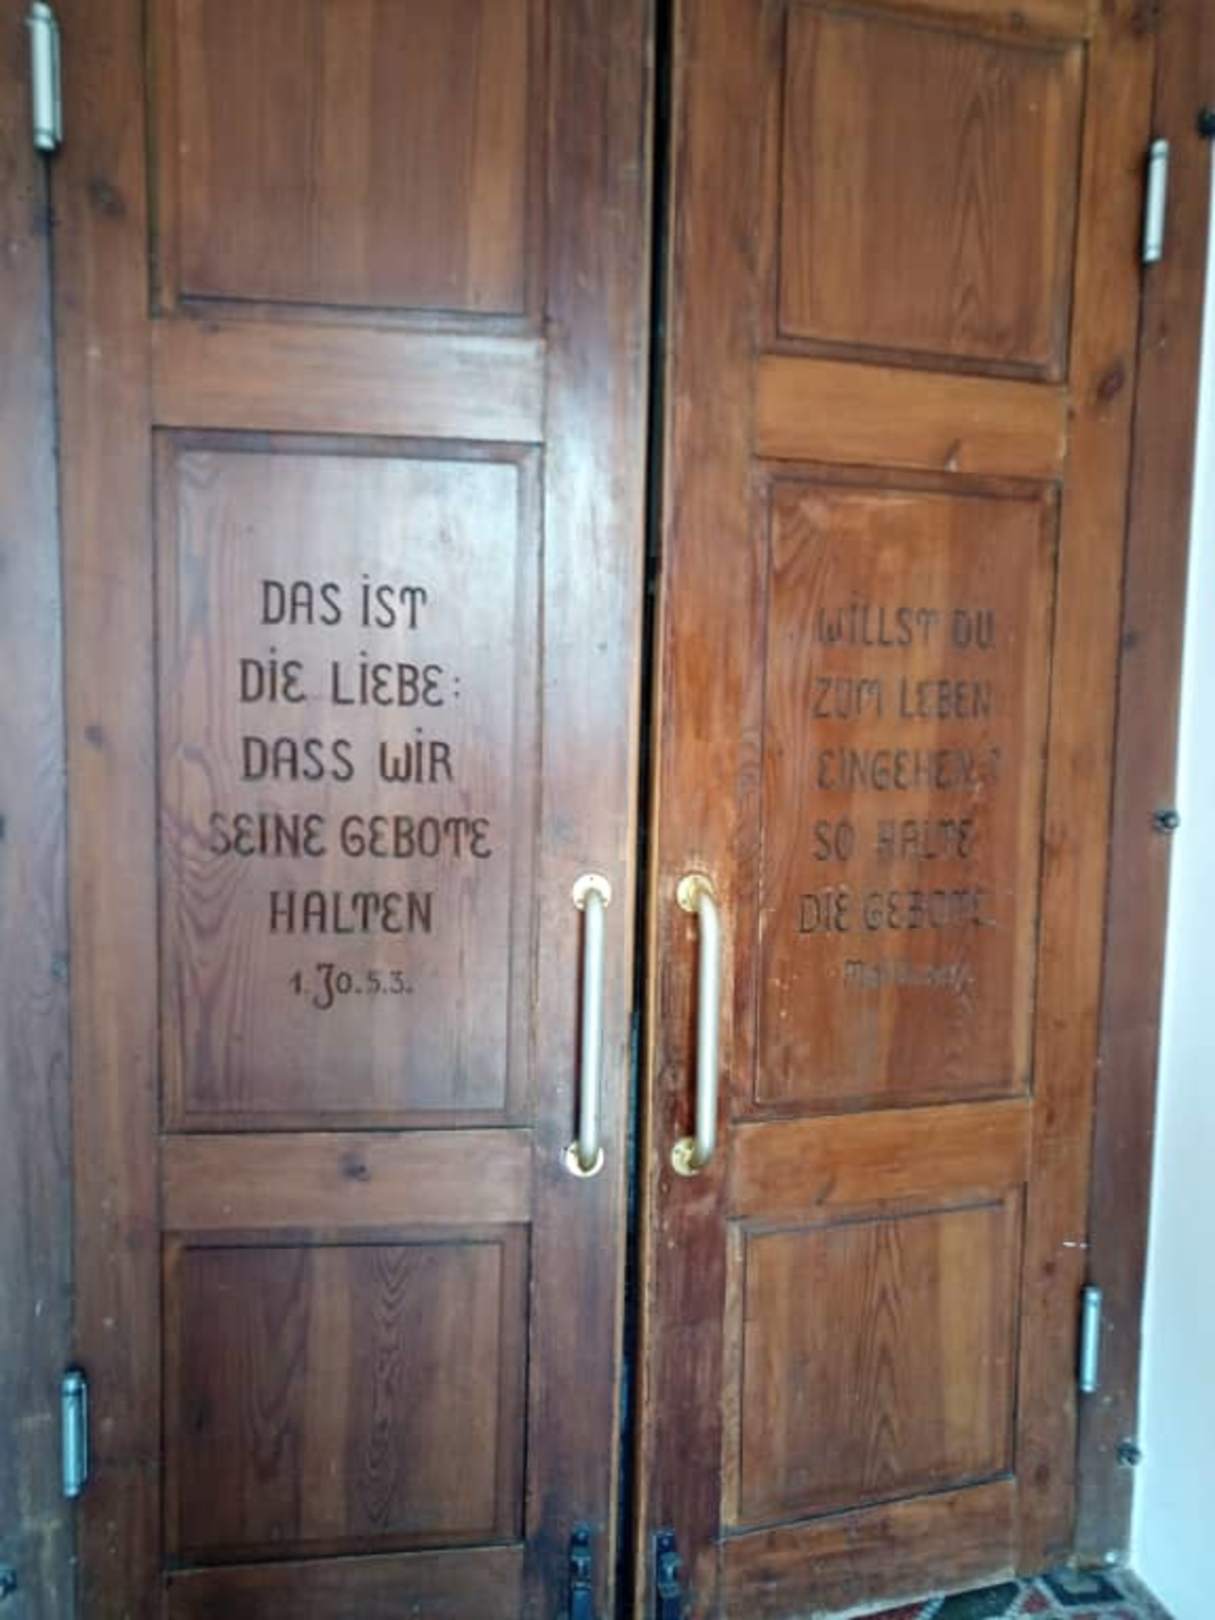 DAS IST
DIE LIEBE:
DASS WIR
SEINE GEBOTE
HALTEN
1. Jo. 5.3.
WILLST DU
ZUM LEBEN
EINGEHEN?
SO HALTE
DIE GEBOTE.